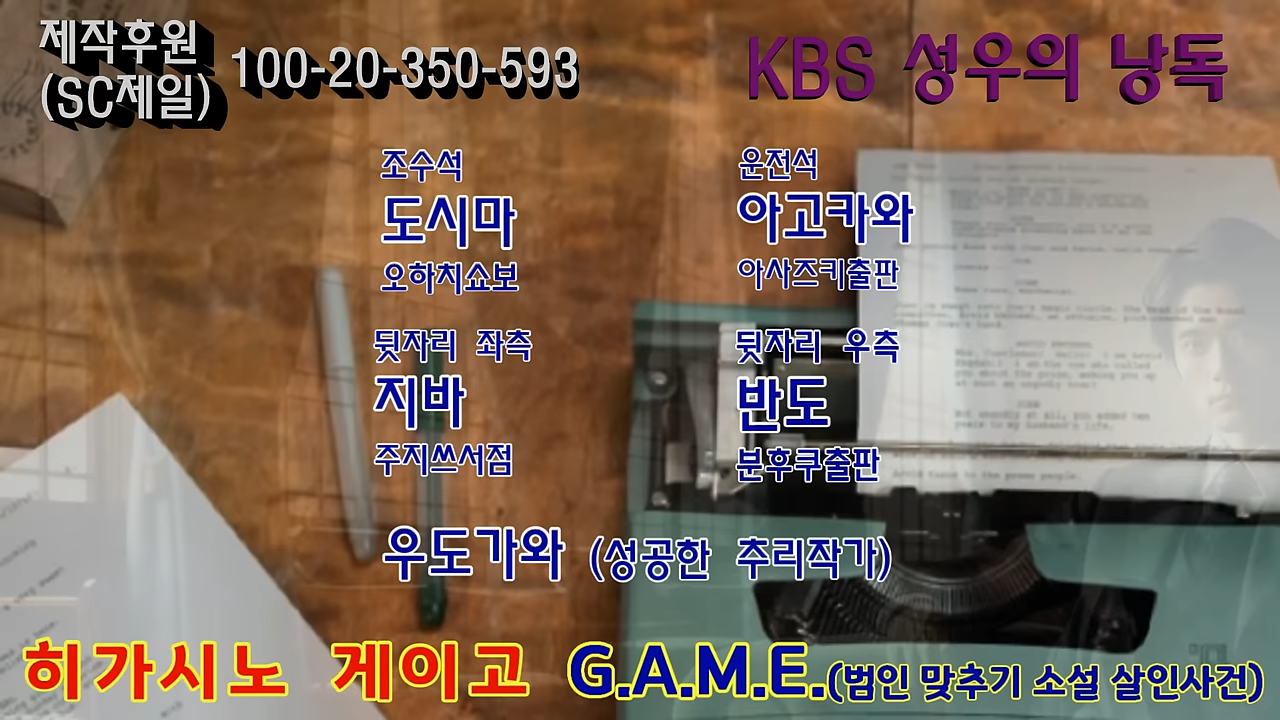 제작후원
(SC제일) 100-20-350-593
KBS 성우의 낭독
조수석
도시마
오하치쇼보
운전석
아고카와
아사즈키출판
뒷자리 좌측
지바
주지쓰서점
뒷자리 우측
반도
분후쿠출판
우도가와 (성공한 추리작가)
히가시노 게이고 G.A.M.E.(범인 맞추기 소설 살인사건)